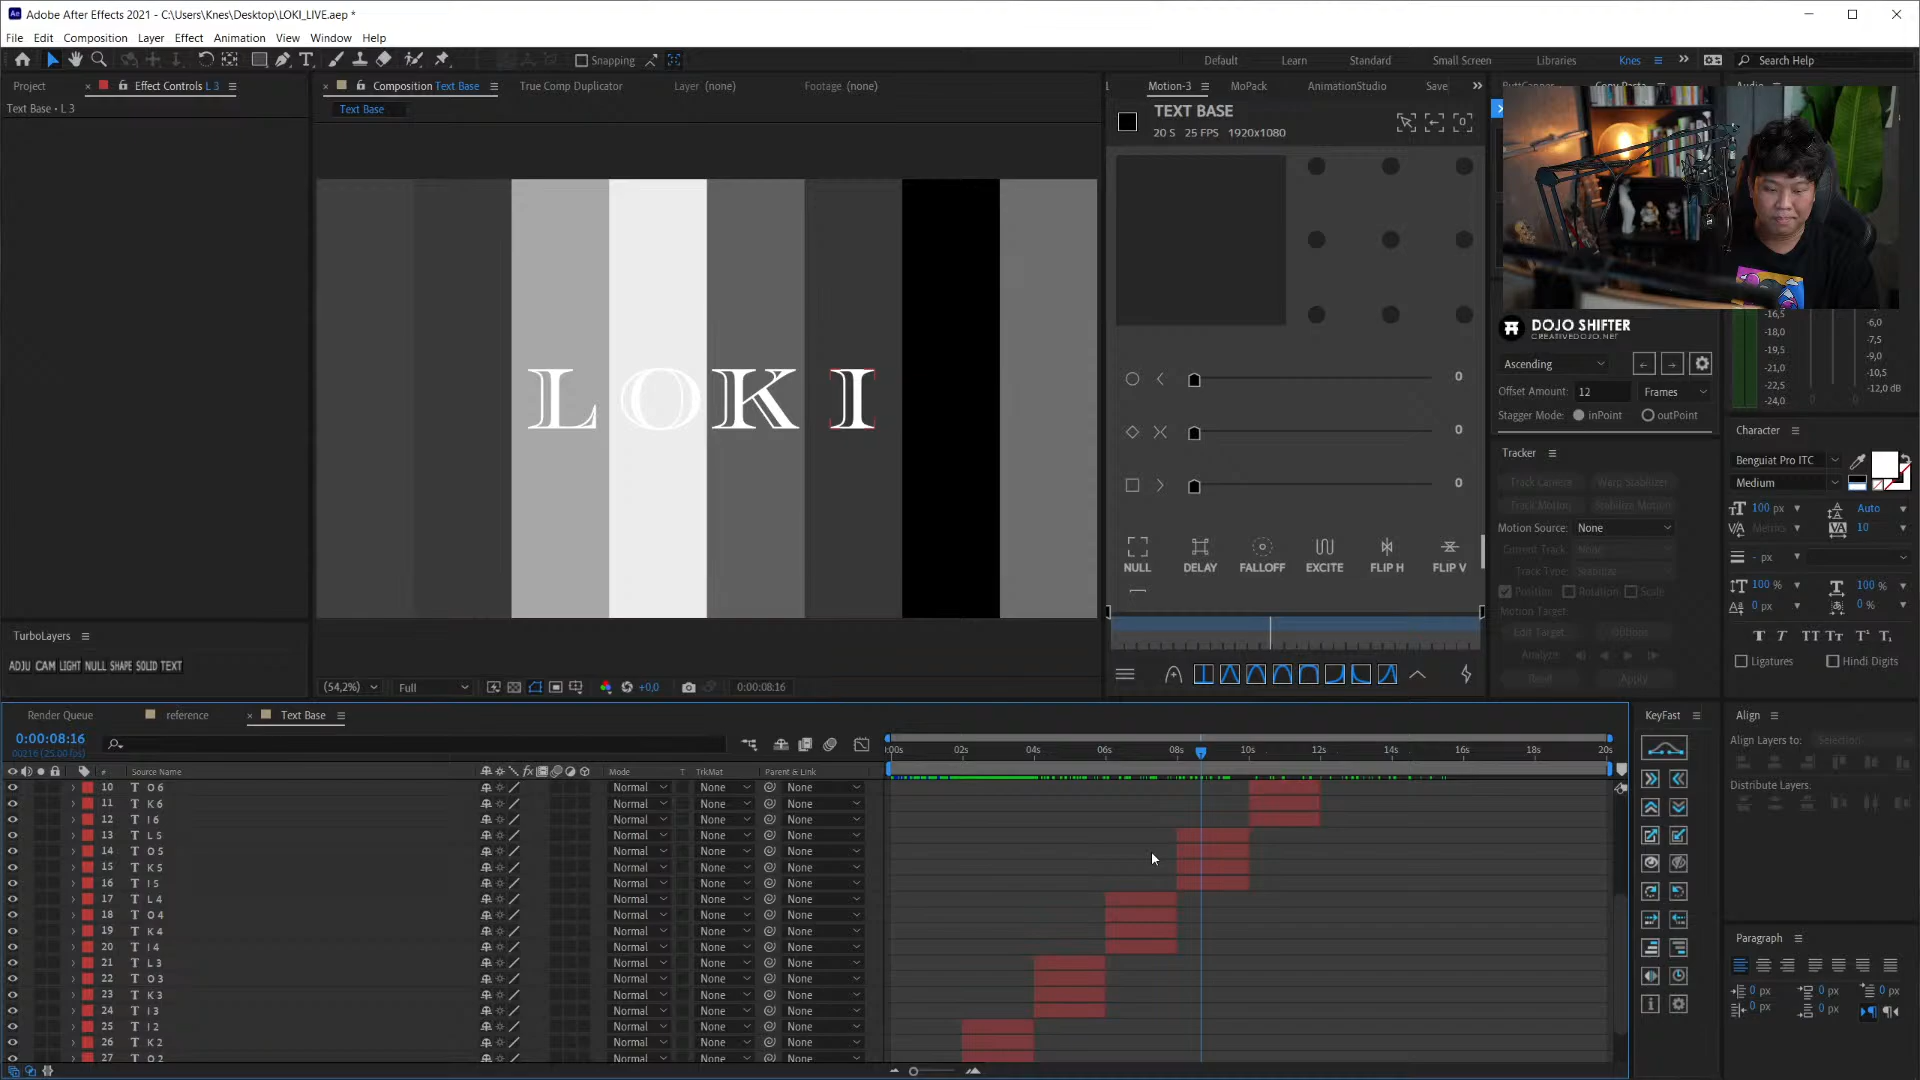 Adobe After Effects 2021 - C:\Users\Knes\Desktop\LOKI_LIVE.aep *
File Edit Composition Layer Effect Animation View Window Help
Snapping
Default Learn Standard Small Screen Libraries Knes
Search Help
Project
Effect Controls L 3
Composition Text Base
True Comp Duplicator
Layer (none)
Footage (none)
Motion-3 MoPack AnimationStudio Save
Text Base • L 3
Text Base
TEXT BASE
20 S 25 FPS 1920x1080
LOKI
0
0
0
NULL DELAY FALLOFF EXCITE FLIP H FLIP V
TurboLayers
ADJU CAM LIGHT NULL SHAPE SOLID TEXT
(54,2%) Full +0,0 0:00:08:16
DOJO SHIFTER
CREATIVEDOJO.NET
Ascending
Offset Amount: 12 Frames
Stagger Mode: inPoint outPoint
Tracker
Track Camera Warp Stabilizer
Track Motion Stabilize Motion
Motion Source: None
Current Track: None
Track Type: Stabilize
Position Rotation Scale
Motion Target:
Edit Target... Options...
Analyze:
Reset Apply
-16,5 -6,0
-18,0 -7,5
-19,5 -9,0
-21,0 -10,5
-22,5 -12,0 dB
-24,0
Character
Benguiat Pro ITC
Medium
100 px Auto
Metrics 10
- px
100 % 100 %
0 px 0 %
Ligatures Hindi Digits
Render Queue reference Text Base
0:00:08:16
00216 (25.00 fps)
:00s 02s 04s 06s 08s 10s 12s 14s 16s 18s 20s
# Source Name Mode T TrkMat Parent & Link
10 T O 6 Normal None None
11 T K 6 Normal None None
12 T I 6 Normal None None
13 T L 5 Normal None None
14 T O 5 Normal None None
15 T K 5 Normal None None
16 T I 5 Normal None None
17 T L 4 Normal None None
18 T O 4 Normal None None
19 T K 4 Normal None None
20 T I 4 Normal None None
21 T L 3 Normal None None
22 T O 3 Normal None None
23 T K 3 Normal None None
24 T I 3 Normal None None
25 T I 2 Normal None None
26 T K 2 Normal None None
27 T O 2 Normal None None
KeyFast
Align
Align Layers to: Selection
Distribute Layers:
Paragraph
0 px 0 px 0 px
0 px 0 px